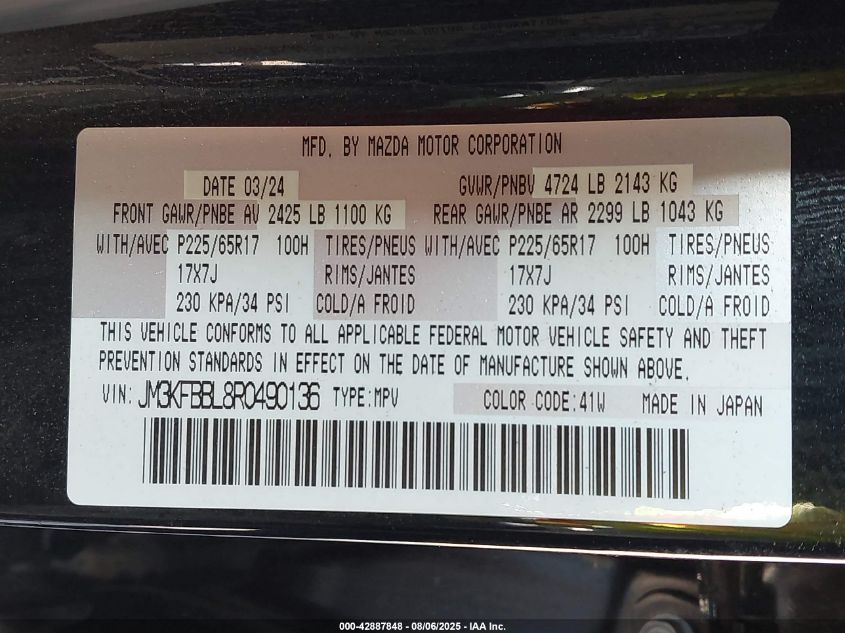 MFD. BY MAZDA MOTOR CORPORATION
DATE 03/24 GVWR/PNBV 4724 LB 2143 KG
FRONT GAWR/PNBE AV 2425 LB 1100 KG REAR GAWR/PNBE AR 2299 LB 1043 KG
WITH/AVEC P225/65R17 100H TIRES/PNEUS WITH/AVEC P225/65R17 100H TIRES/PNEUS
17X7J RIMS/JANTES 17X7J RIMS/JANTES
230 KPA/34 PSI COLD/A FROID 230 KPA/34 PSI COLD/A FROID
THIS VEHICLE CONFORMS TO ALL APPLICABLE FEDERAL MOTOR VEHICLE SAFETY AND THEFT
PREVENTION STANDARDS IN EFFECT ON THE DATE OF MANUFACTURE SHOWN ABOVE.
VIN: JM3KFBBL8R0490136 TYPE:MPV COLOR CODE:41W MADE IN JAPAN
000-42887848 - 08/06/2025 - IAA Inc.